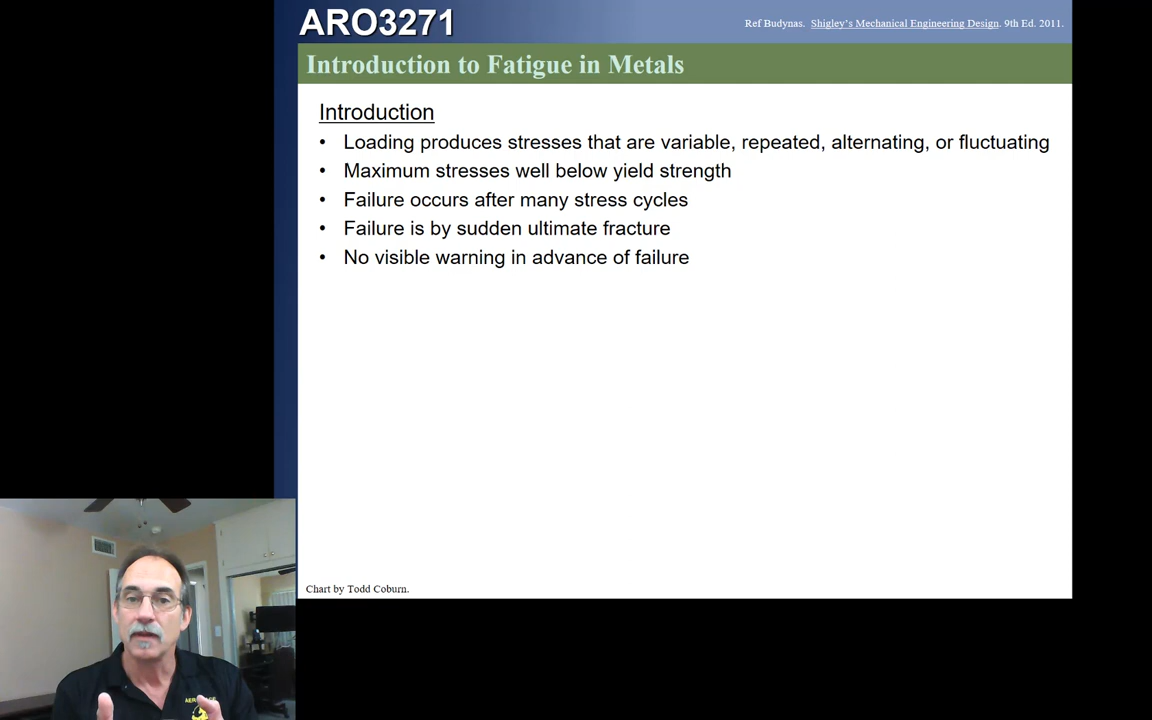 ARO3271
Ref Budynas. Shigley's Mechanical Engineering Design. 9th Ed. 2011.
Introduction to Fatigue in Metals
Introduction
• Loading produces stresses that are variable, repeated, alternating, or fluctuating
• Maximum stresses well below yield strength
• Failure occurs after many stress cycles
• Failure is by sudden ultimate fracture
• No visible warning in advance of failure
Chart by Todd Coburn.